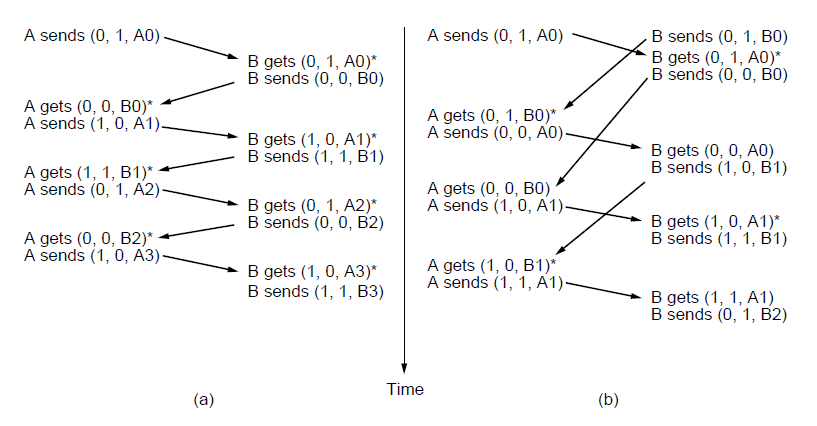 A sends (0, 1, A0)
B gets (0, 1, A0)*
B sends (0, 0, B0)
A gets (0, 0, B0)*
A sends (1, 0, A1)
B gets (1, 0, A1)*
B sends (1, 1, B1)
A gets (1, 1, B1)*
A sends (0, 1, A2)
B gets (0, 1, A2)*
B sends (0, 0, B2)
A gets (0, 0, B2)*
A sends (1, 0, A3)
B gets (1, 0, A3)*
B sends (1, 1, B3)
(a)
Time
A sends (0, 1, A0)
B sends (0, 1, B0)
B gets (0, 1, A0)*
B sends (0, 0, B0)
A gets (0, 1, B0)*
A sends (0, 0, A0)
B gets (0, 0, A0)
B sends (1, 0, B1)
A gets (0, 0, B0)
A sends (1, 0, A1)
B gets (1, 0, A1)*
B sends (1, 1, B1)
A gets (1, 0, B1)*
A sends (1, 1, A1)
B gets (1, 1, A1)
B sends (0, 1, B2)
(b)